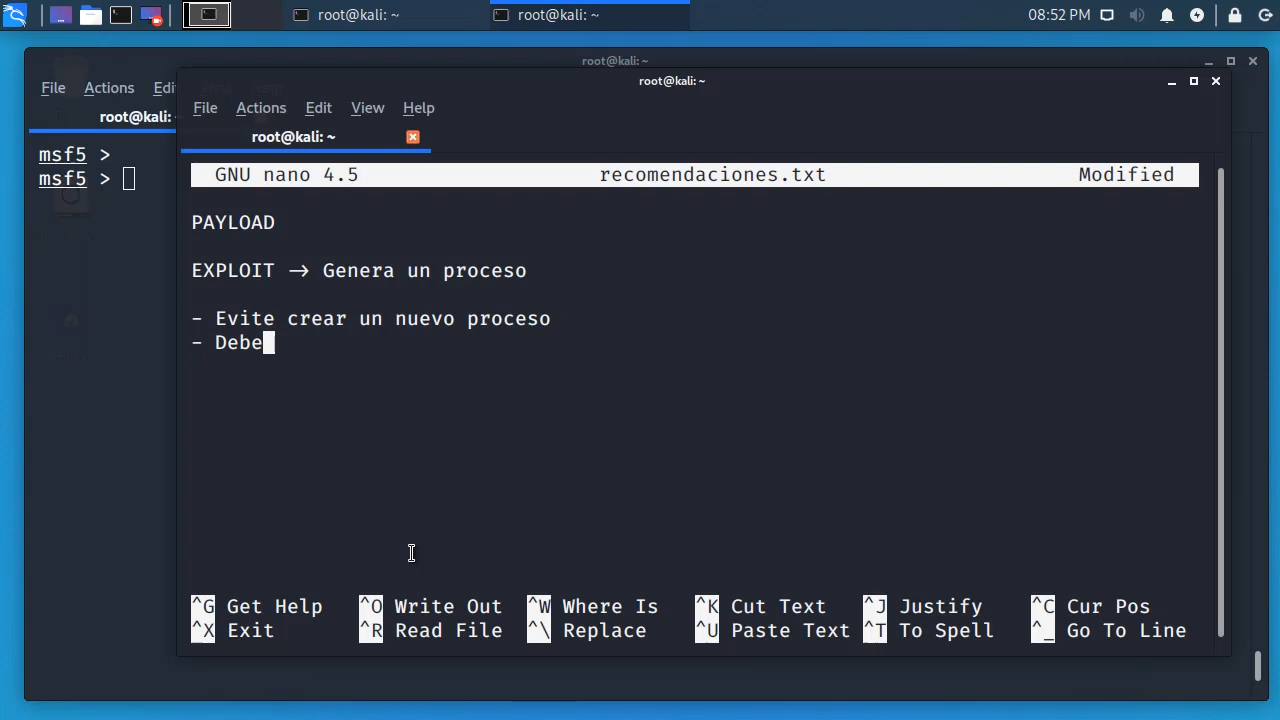 root@kali: ~
root@kali: ~
08:52 PM
root@kali: ~
File Actions Edi
root@kali:
msf5 >
msf5 >
root@kali: ~
File Actions Edit View Help
root@kali: ~
GNU nano 4.5 recomendaciones.txt Modified
PAYLOAD
EXPLOIT → Genera un proceso
- Evite crear un nuevo proceso
- Debe
^G Get Help ^O Write Out ^W Where Is ^K Cut Text ^J Justify ^C Cur Pos
^X Exit ^R Read File ^\ Replace ^U Paste Text ^T To Spell ^_ Go To Line